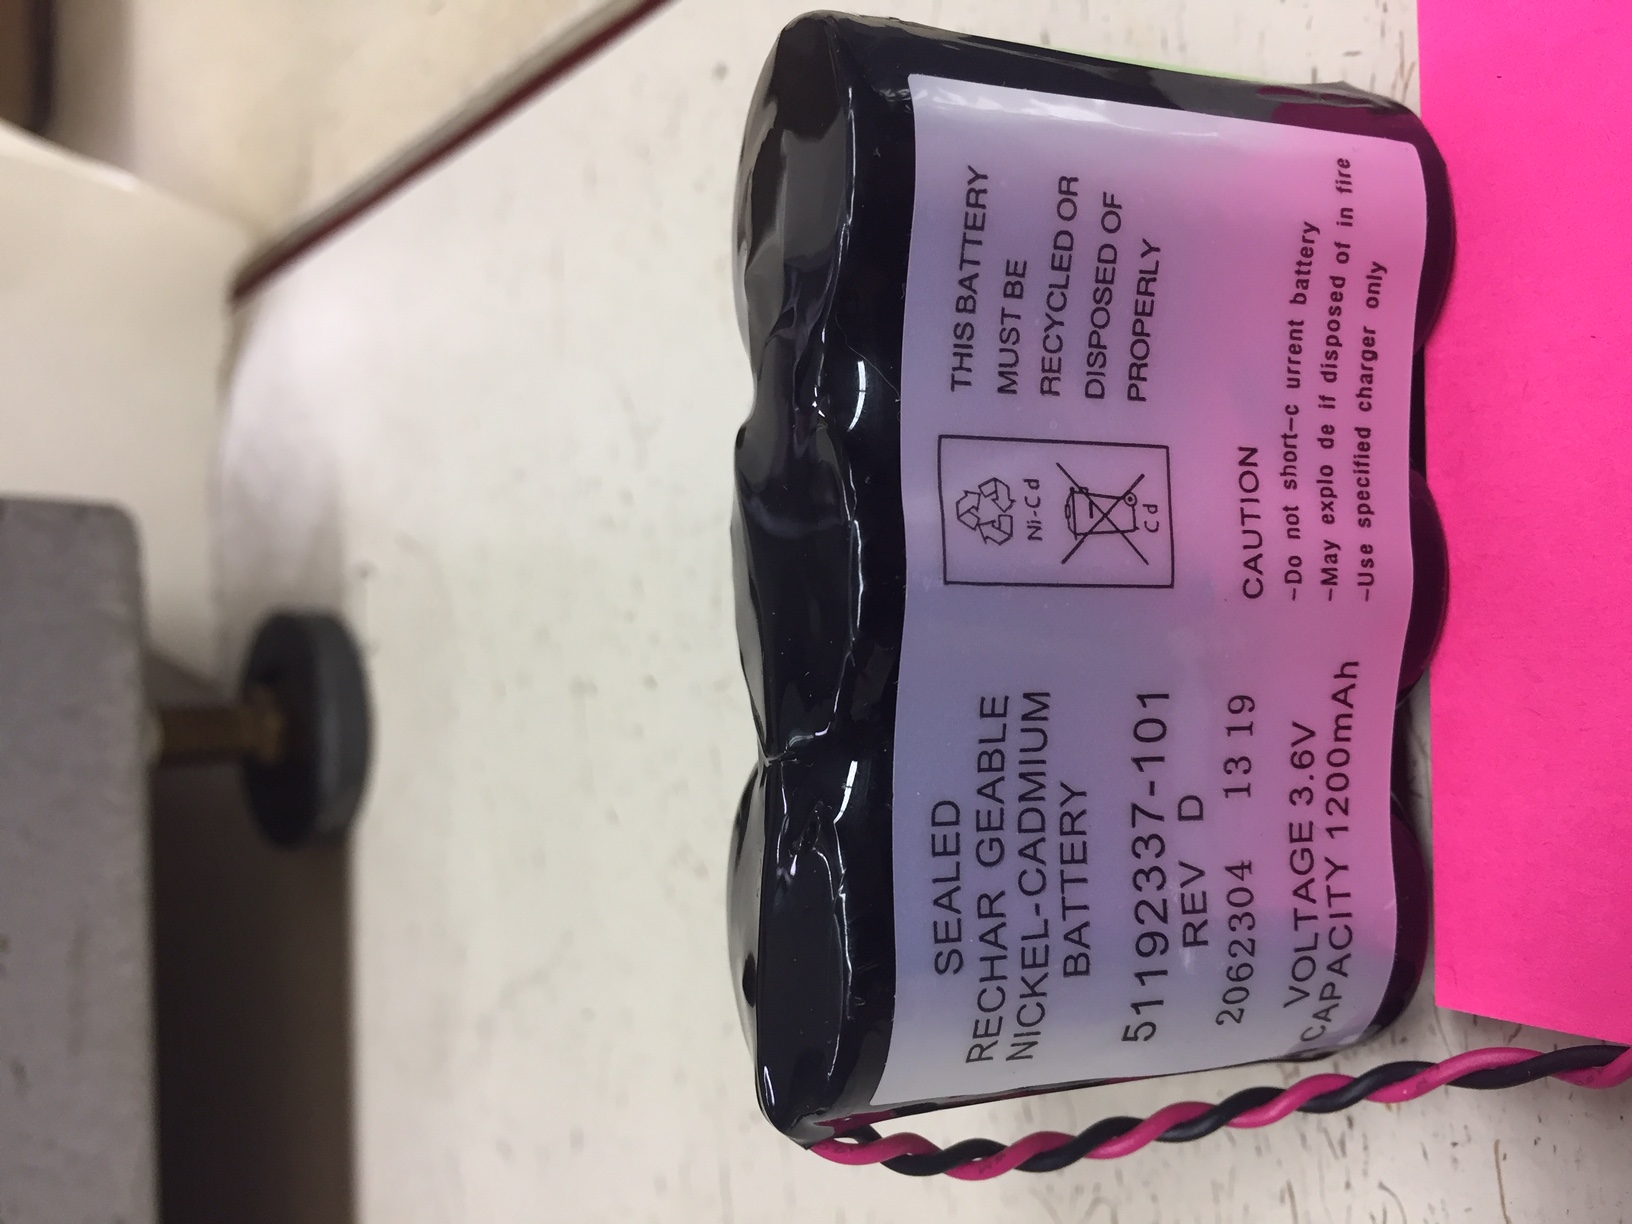 SEALED
RECHAR GEABLE
NICKEL-CADMIUM
BATTERY
51192337-101
REV D
2062304 13 19
VOLTAGE 3.6V
CAPACITY 1200mAh
Ni-Cd
Cd
THIS BATTERY
MUST BE
RECYCLED OR
DISPOSED OF
PROPERLY
CAUTION
-Do not short-c urrent battery
-May explo de if disposed of in fire
-Use specified charger only